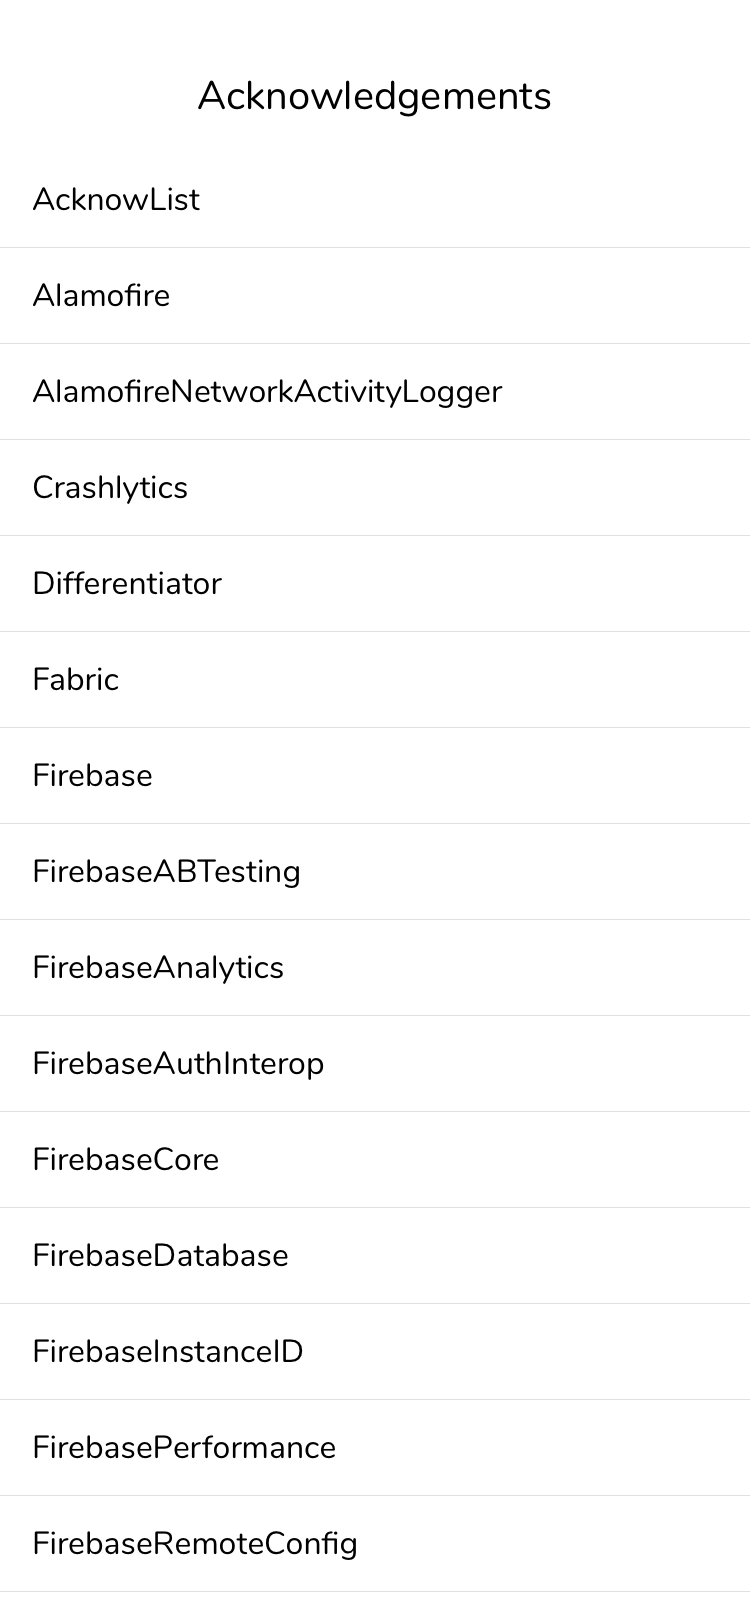 Acknowledgements
AcknowList
Alamofire
AlamofireNetworkActivityLogger
Crashlytics
Differentiator
Fabric
Firebase
FirebaseABTesting
FirebaseAnalytics
FirebaseAuthInterop
FirebaseCore
FirebaseDatabase
FirebaseInstanceID
FirebasePerformance
FirebaseRemoteConfig